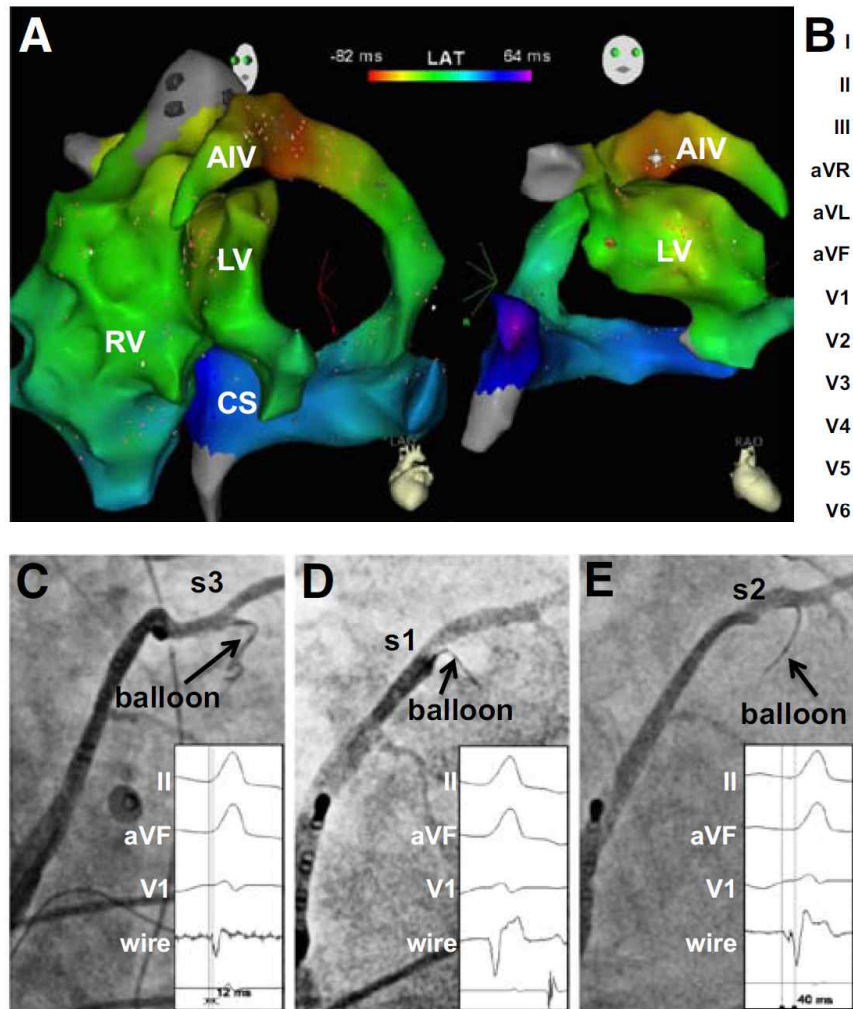 A
-82 ms LAT 64 ms
AIV
LV
RV
CS
LAO
AIV
LV
RAO
B
I
II
III
aVR
aVL
aVF
V1
V2
V3
V4
V5
V6
C
s3
balloon
II
aVF
V1
wire
12 ms
D
s1
balloon
II
aVF
V1
wire
E
s2
balloon
II
aVF
V1
wire
40 ms